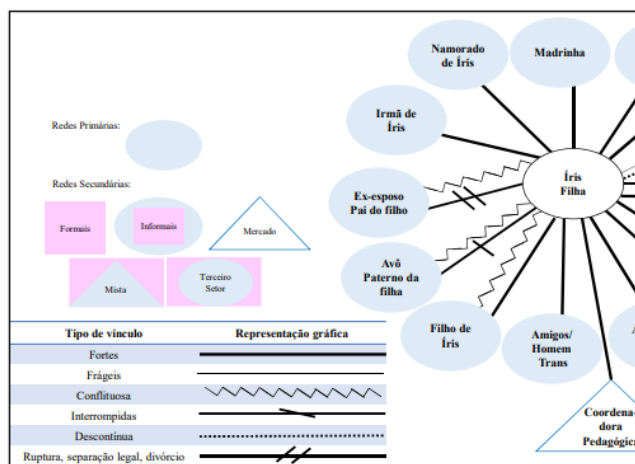 Namorado
de Íris
Madrinha
Irmã de
Íris
Redes Primárias:
Íris
Filha
Redes Secundárias:
Ex-esposo
Pai do filho
Formais
Informais
Mercado
Avô
Paterno da
filha
Mista
Terceiro
Setor
Filho de
Íris
Amigos/
Homem
Trans
Tipo de vínculo
Representação gráfica
Fortes
Frágeis
Conflituosa
Interrompidas
Descontínua
Ruptura, separação legal, divórcio
Coordena-
dora
Pedagógica